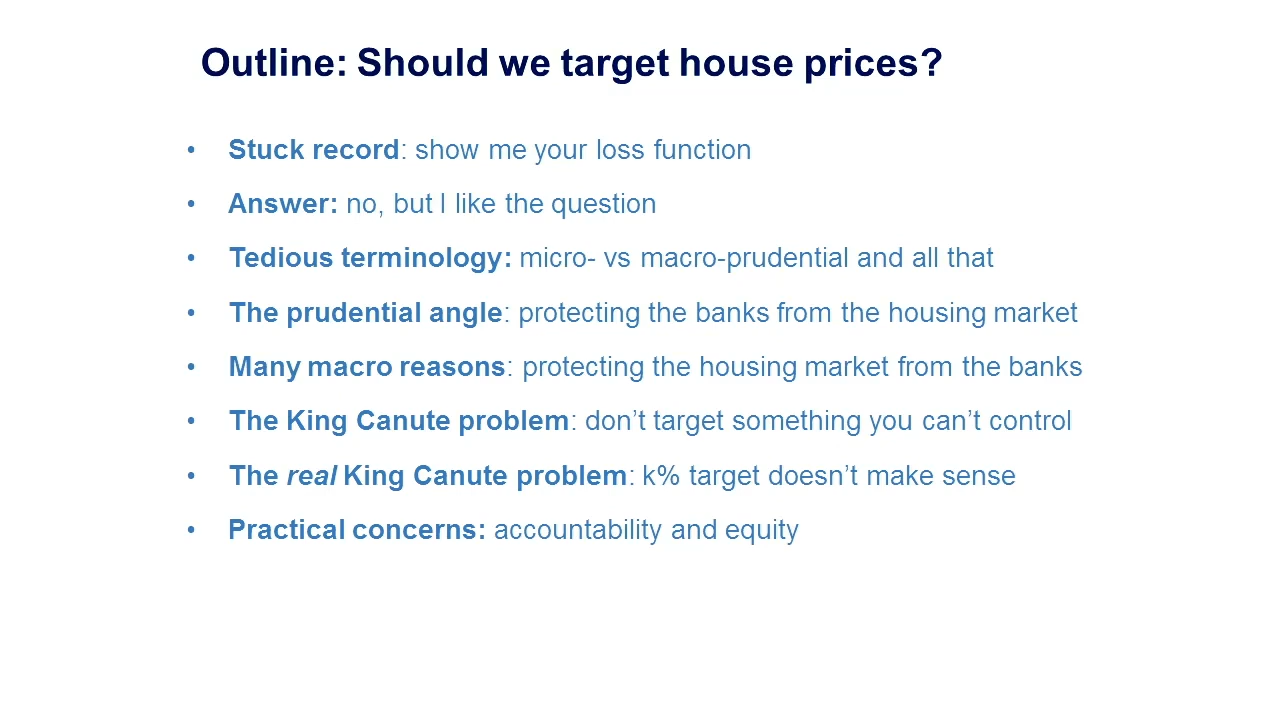 Outline: Should we target house prices?
• Stuck record: show me your loss function
• Answer: no, but I like the question
• Tedious terminology: micro- vs macro-prudential and all that
• The prudential angle: protecting the banks from the housing market
• Many macro reasons: protecting the housing market from the banks
• The King Canute problem: don’t target something you can’t control
• The real King Canute problem: k% target doesn’t make sense
• Practical concerns: accountability and equity